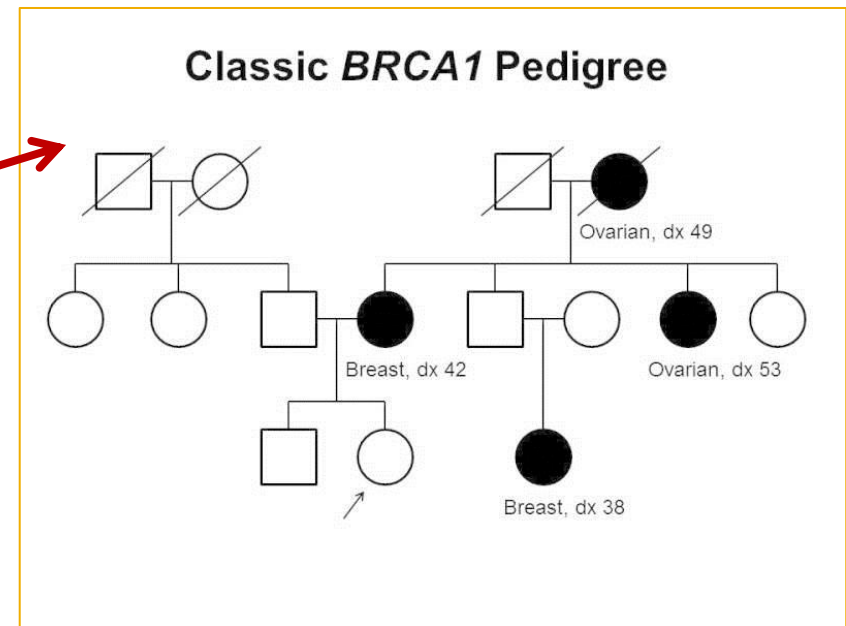 Classic BRCA1 Pedigree
Ovarian, dx 49
Breast, dx 42
Ovarian, dx 53
Breast, dx 38